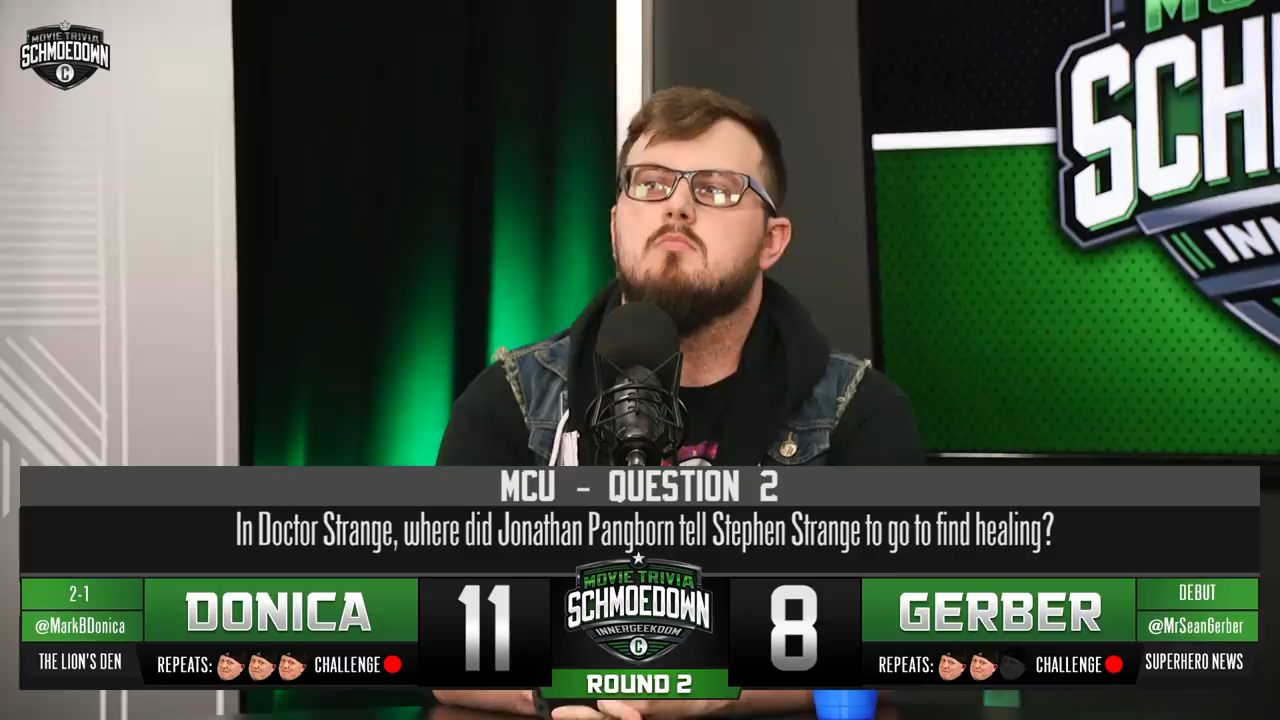 MOVIE TRIVIA
SCHMOEDOWN
C
SCH
INN
MCU - QUESTION 2
In Doctor Strange, where did Jonathan Pangborn tell Stephen Strange to go to find healing?
2-1
@MarkBDonica
THE LION'S DEN
DONICA
REPEATS:
CHALLENGE
11
MOVIE TRIVIA
SCHMOEDOWN
INNERGEEKDOM
C
ROUND 2
8
GERBER
REPEATS:
CHALLENGE
DEBUT
@MrSeanGerber
SUPERHERO NEWS